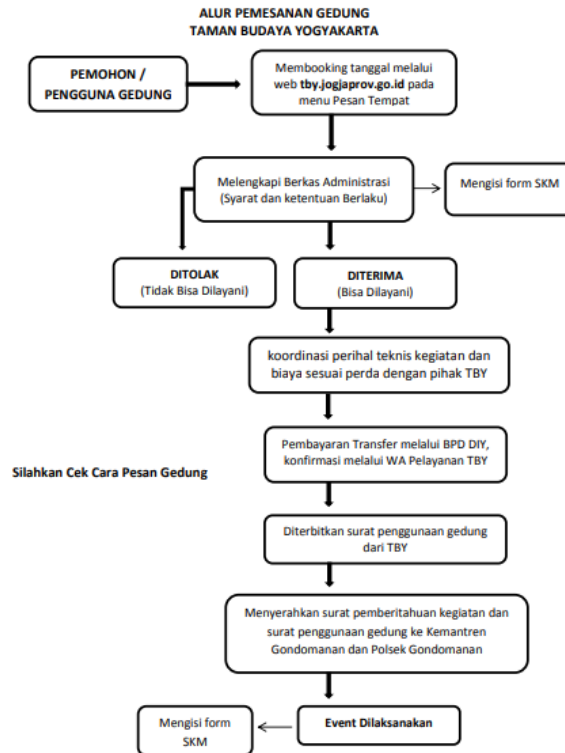 ALUR PEMESANAN GEDUNG
TAMAN BUDAYA YOGYAKARTA
PEMOHON /
PENGGUNA GEDUNG
Membooking tanggal melalui
web tby.jogjaprov.go.id pada
menu Pesan Tempat
Melengkapi Berkas Administrasi
(Syarat dan ketentuan Berlaku)
Mengisi form SKM
DITOLAK
(Tidak Bisa Dilayani)
DITERIMA
(Bisa Dilayani)
koordinasi perihal teknis kegiatan dan
biaya sesuai perda dengan pihak TBY
Pembayaran Transfer melalui BPD DIY,
konfirmasi melalui WA Pelayanan TBY
Silahkan Cek Cara Pesan Gedung
Diterbitkan surat penggunaan gedung
dari TBY
Menyerahkan surat pemberitahuan kegiatan dan
surat penggunaan gedung ke Kemantren
Gondomanan dan Polsek Gondomanan
Mengisi form
SKM
Event Dilaksanakan